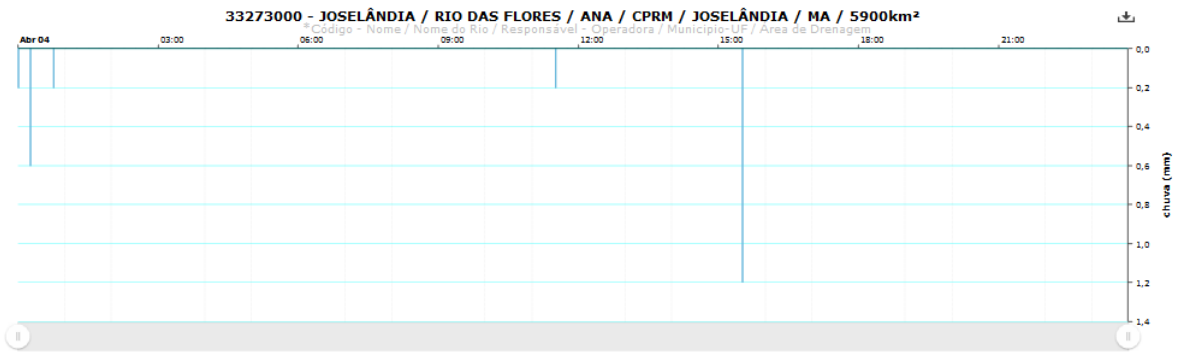 33273000 - JOSELÂNDIA / RIO DAS FLORES / ANA / CPRM / JOSELÂNDIA / MA / 5900km²
*Código - Nome / Nome do Rio / Responsável - Operadora / Município-UF / Área de Drenagem
Abr 04 03:00 06:00 09:00 12:00 15:00 18:00 21:00
0,0
0,2
0,4
0,6
0,8
1,0
1,2
1,4
chuva (mm)